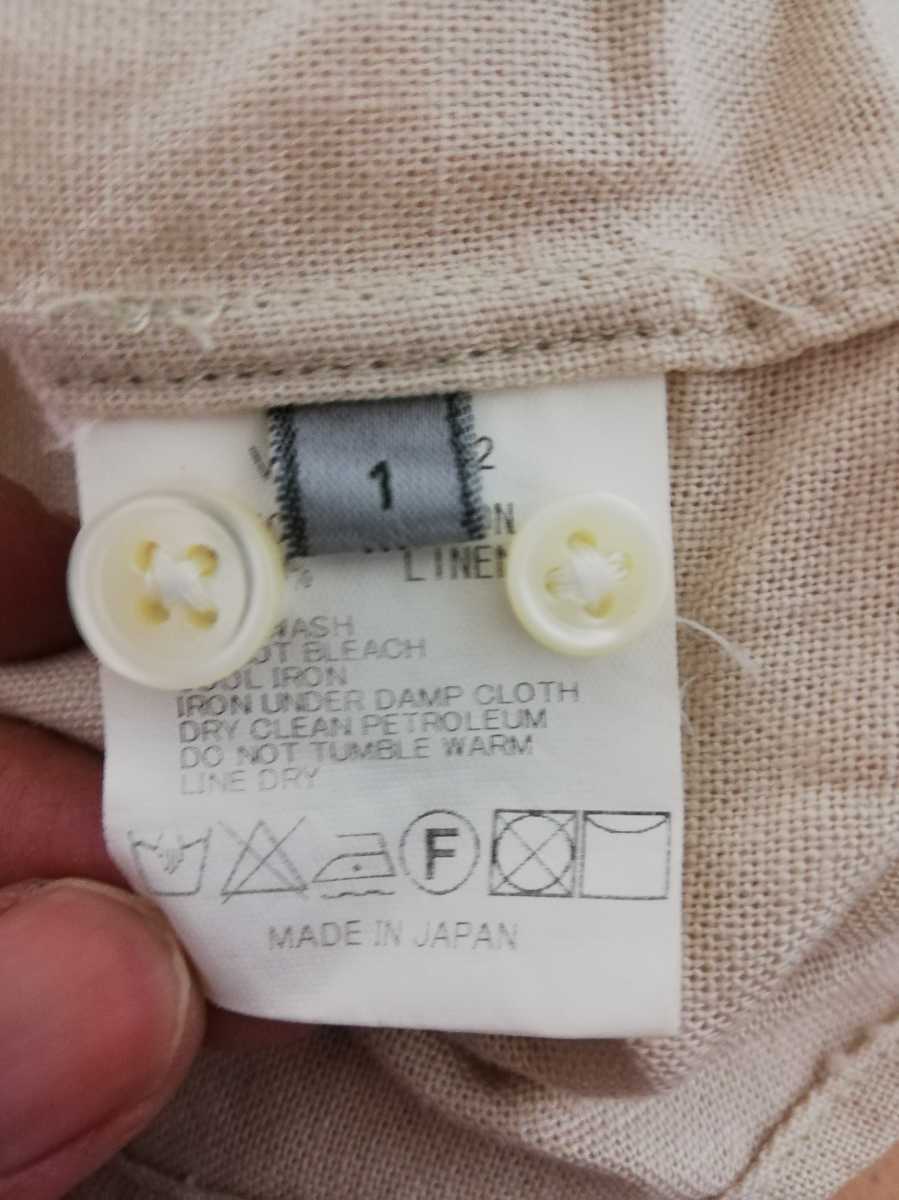 1
2
LINEN
WASH
BLEACH
COOL IRON
IRON UNDER DAMP CLOTH
DRY CLEAN PETROLEUM
DO NOT TUMBLE WARM
LINE DRY
F
MADE IN JAPAN